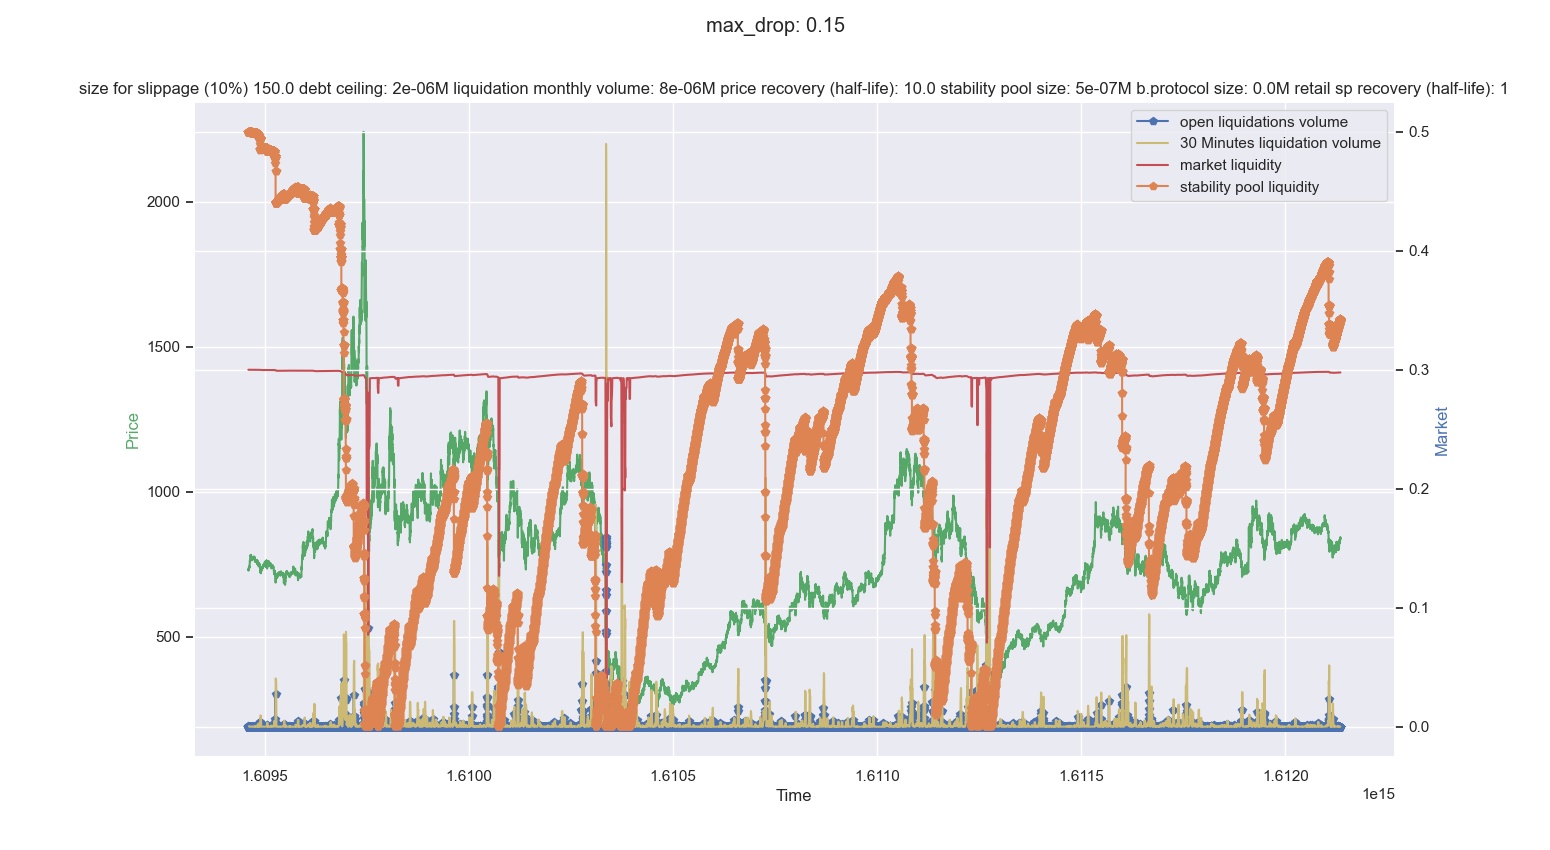 max_drop: 0.15
size for slippage (10%) 150.0 debt ceiling: 2e-06M liquidation monthly volume: 8e-06M price recovery (half-life): 10.0 stability pool size: 5e-07M b.protocol size: 0.0M retail sp recovery (half-life): 1
open liquidations volume
30 Minutes liquidation volume
market liquidity
stability pool liquidity
2000
1500
1000
500
Price
0.5
0.4
0.3
0.2
0.1
0.0
Market
1.6095 1.6100 1.6105 1.6110 1.6115 1.6120
Time
1e15